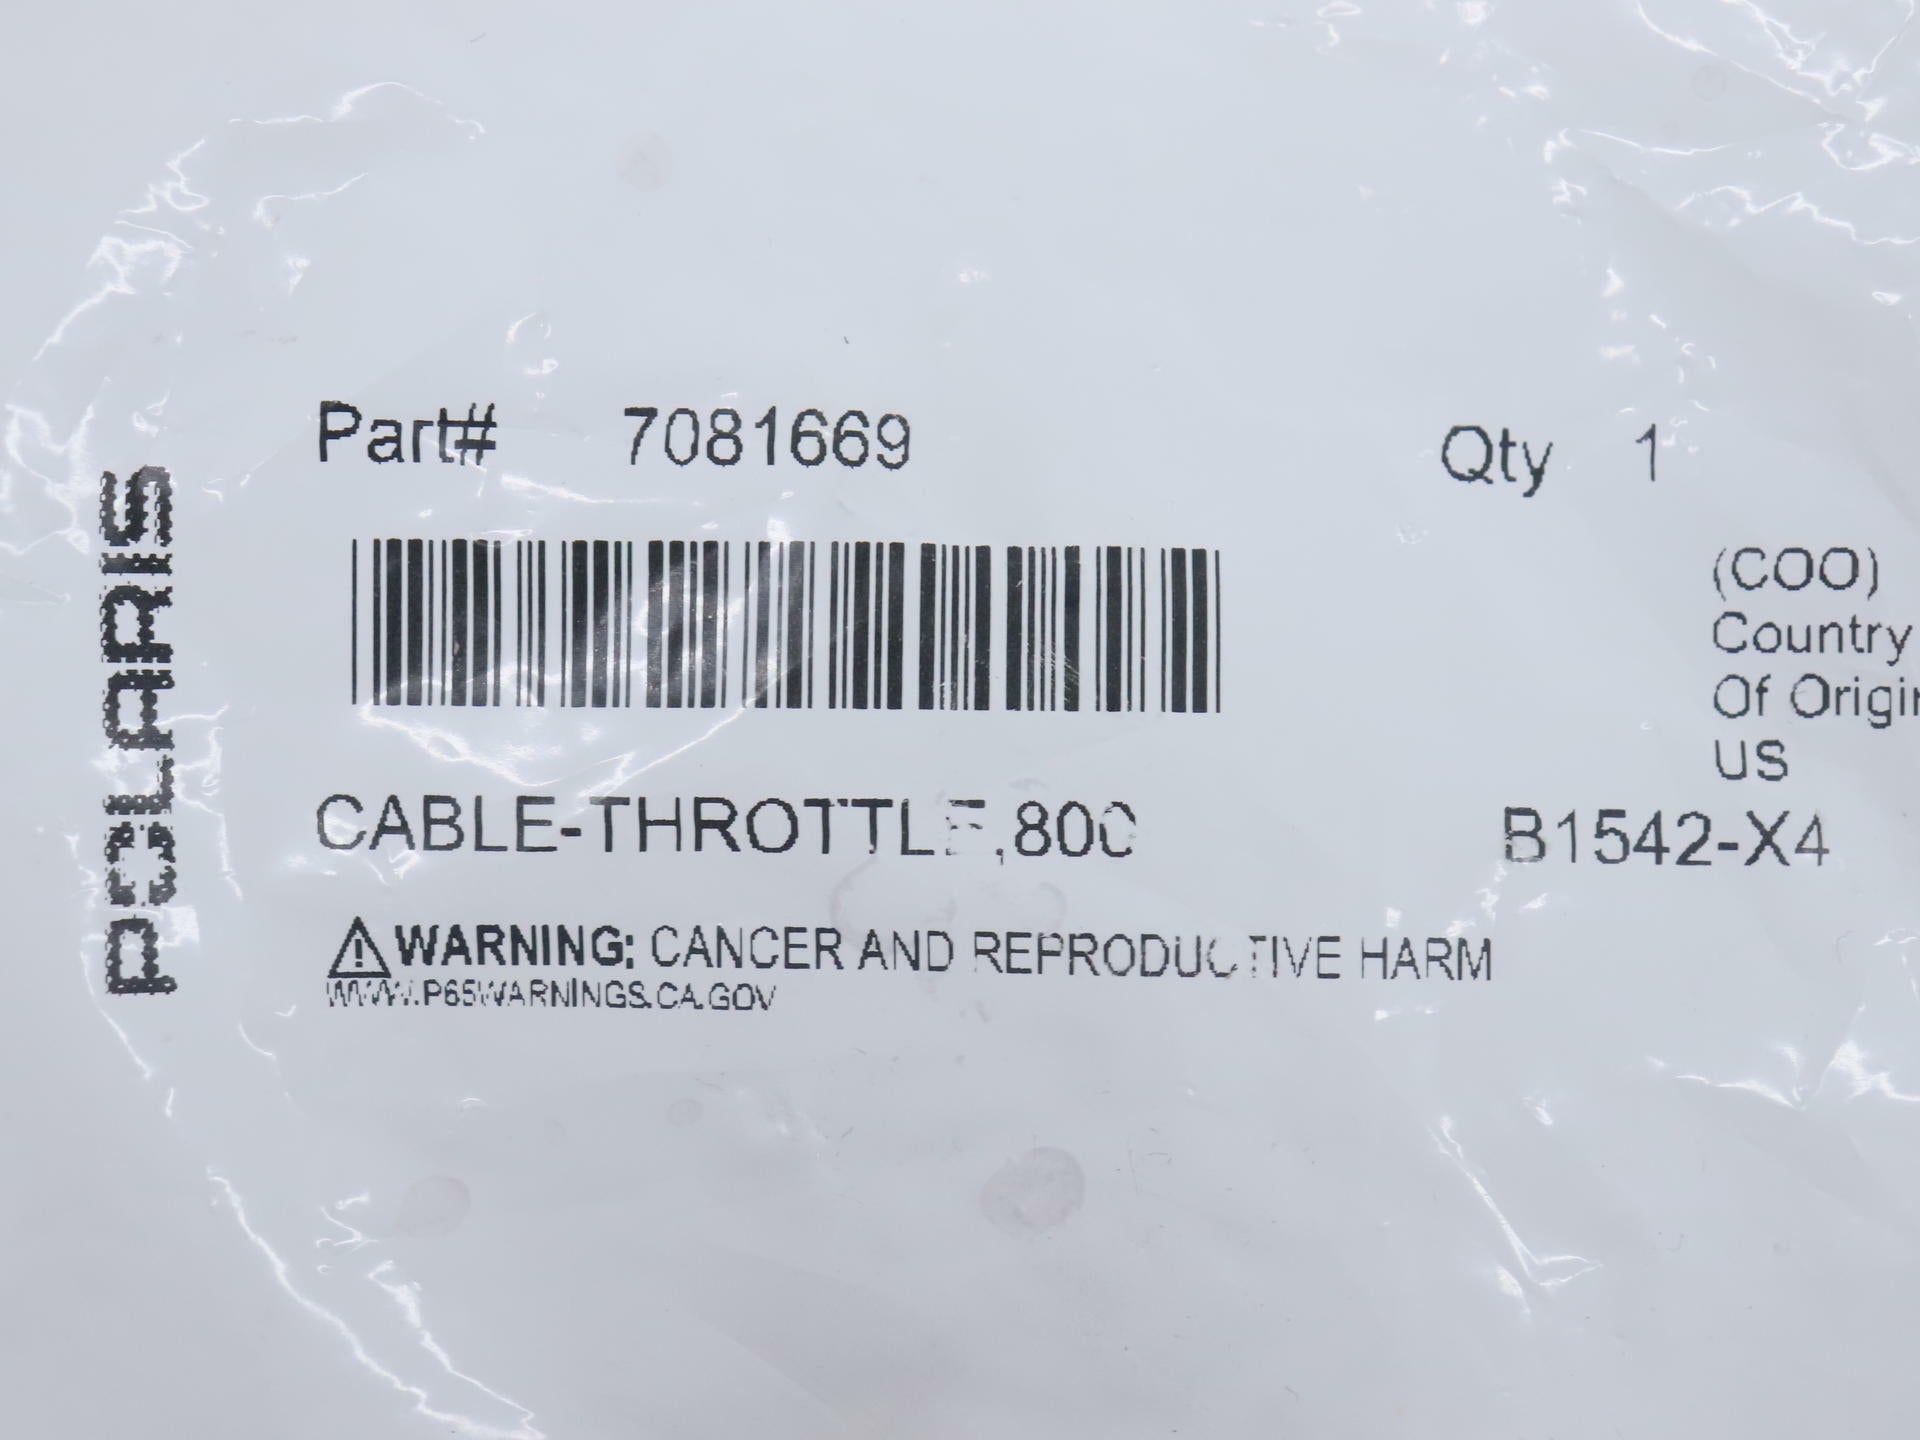 POLARIS
Part# 7081669 Qty 1
(COO)
Country
Of Origin
US
CABLE-THROTTLE,800 B1542-X4
⚠WARNING: CANCER AND REPRODUCTIVE HARM
WWW.P65WARNINGS.CA.GOV